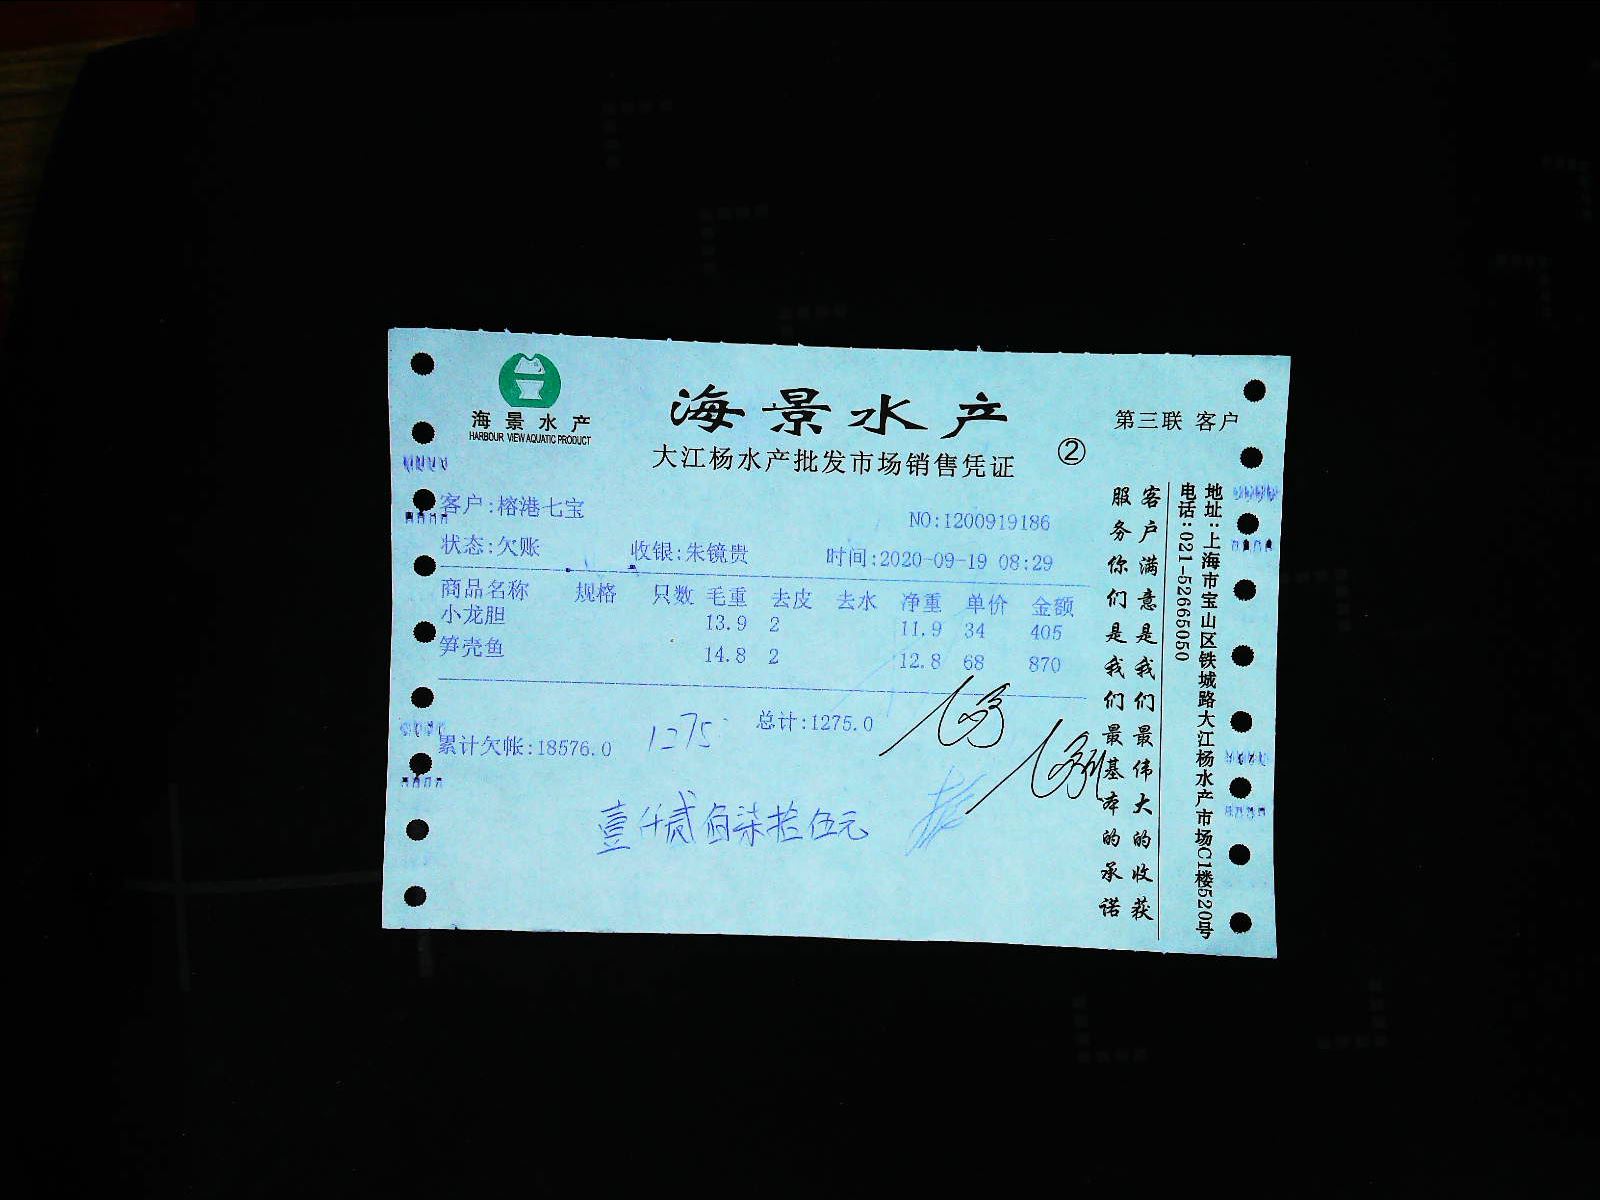 海景水产
HARBOUR VIEW AQUATIC PRODUCT
海景水产
大江杨水产批发市场销售凭证
②
第三联 客户
客户:榕港七宝
NO:I200919186
状态:欠账 收银:朱镜贵 时间:2020-09-19 08:29
商品名称 规格 只数 毛重 去皮 去水 净重 单价 金额
小龙胆 13.9 2 11.9 34 405
笋壳鱼 14.8 2 12.8 68 870
总计:1275.0
累计欠帐:18576.0
1275
壹仟贰佰柒拾伍元
客户满意是我们最伟大的收获
服务你们是我们最基本的承诺
地址:上海市宝山区铁城路大江杨水产市场C1楼520号
电话:021-52665050